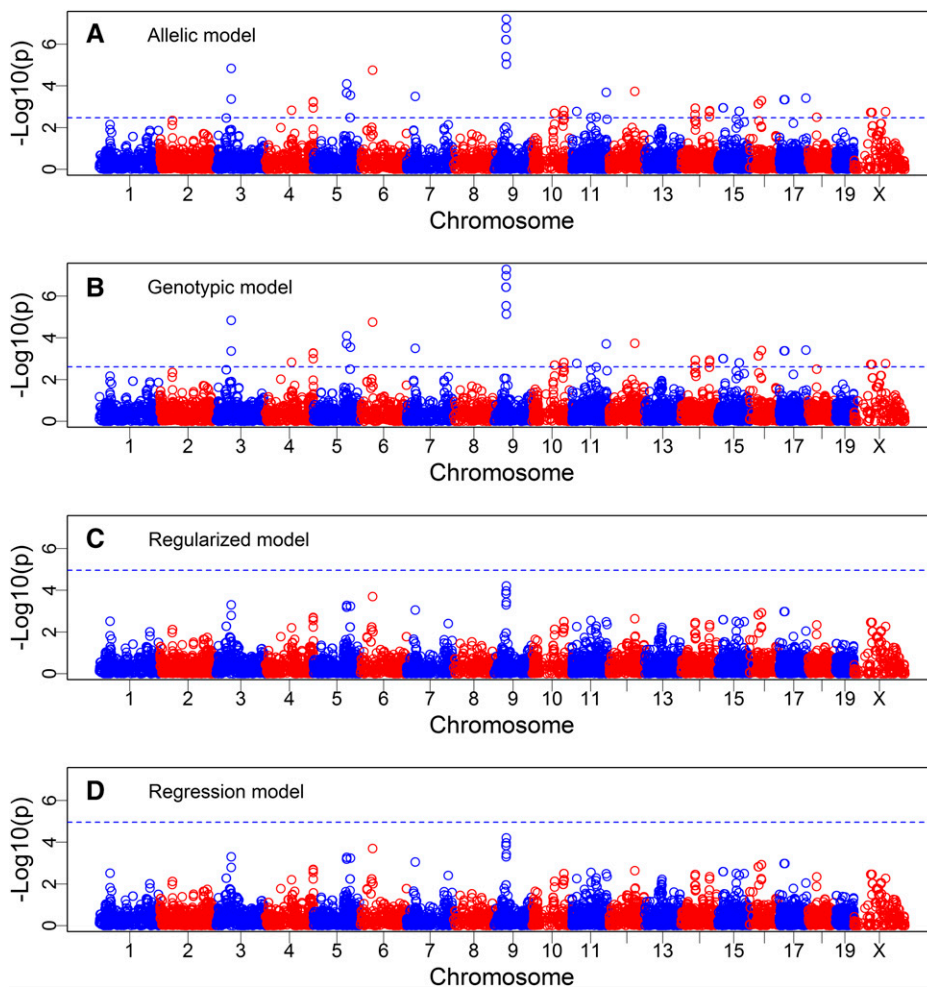 A Allelic model
6
4
2
0
-Log10(p)
1 2 3 4 5 6 7 8 9 10 11 13 15 17 19 X
Chromosome
B Genotypic model
6
4
2
0
-Log10(p)
1 2 3 4 5 6 7 8 9 10 11 13 15 17 19 X
Chromosome
C Regularized model
6
4
2
0
-Log10(p)
1 2 3 4 5 6 7 8 9 10 11 13 15 17 19 X
Chromosome
D Regression model
6
4
2
0
-Log10(p)
1 2 3 4 5 6 7 8 9 10 11 13 15 17 19 X
Chromosome